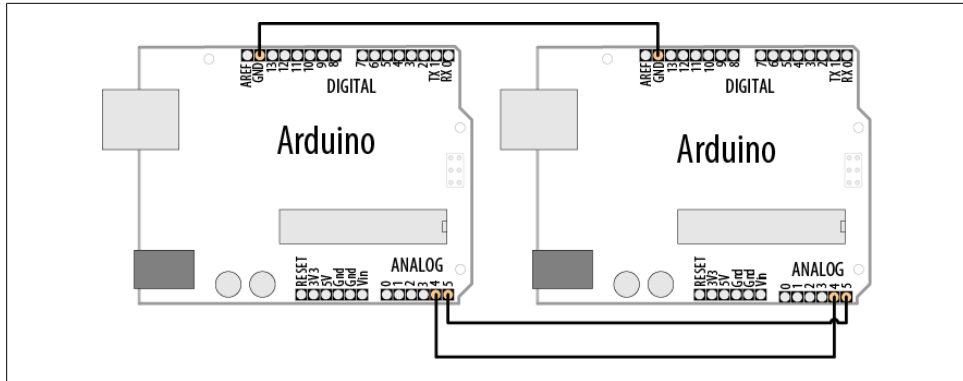 AREF GND 13 12 11 10 9 8 7 6 5 4 3 2 TX 1 RX 0
DIGITAL
Arduino
RESET 3V3 5V Gnd Gnd Vin
ANALOG
0 1 2 3 4 5
AREF GND 13 12 11 10 9 8 7 6 5 4 3 2 TX 1 RX 0
DIGITAL
Arduino
RESET 3V3 5V Grd Grd Vin
ANALOG
0 1 2 3 4 5